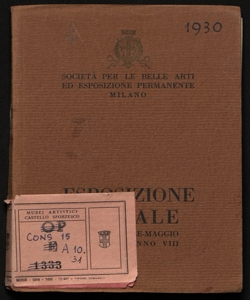 1930
SOCIETÀ PER LE BELLE ARTI
ED ESPOSIZIONE PERMANENTE
MILANO
ESPOSIZIONE
ALE
E-MAGGIO
NNO VIII
MUSEI ARTISTICI
CASTELLO SFORZESCO
OP
CONS 15
E A 10.
31
1333